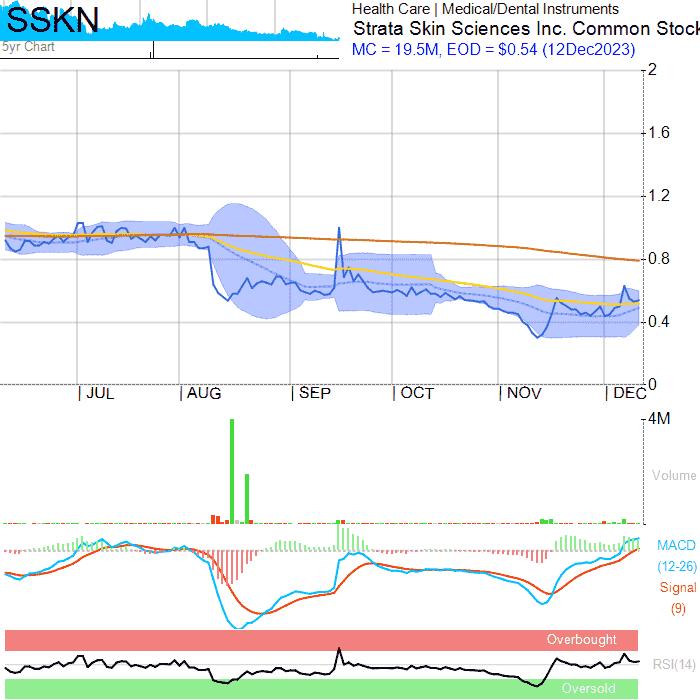 SSKN
5yr Chart
Health Care | Medical/Dental Instruments
Strata Skin Sciences Inc. Common Stock
MC = 19.5M, EOD = $0.54 (12Dec2023)
2
1.6
1.2
0.8
0.4
0
| JUL | AUG | SEP | OCT | NOV | DEC
4M
Volume
MACD
(12-26)
Signal
(9)
Overbought
RSI(14)
Oversold